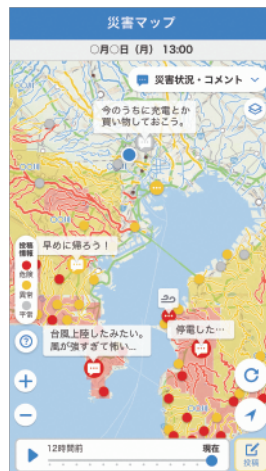 災害マップ
○月○日（月） 13:00
災害状況・コメント
今のうちに充電とか
買い物しておこう。
投稿
情報
危険
異常
平常
早めに帰ろう！
台風上陸したみたい。
風が強すぎて怖い…
停電した…
12時間前
現在
投稿